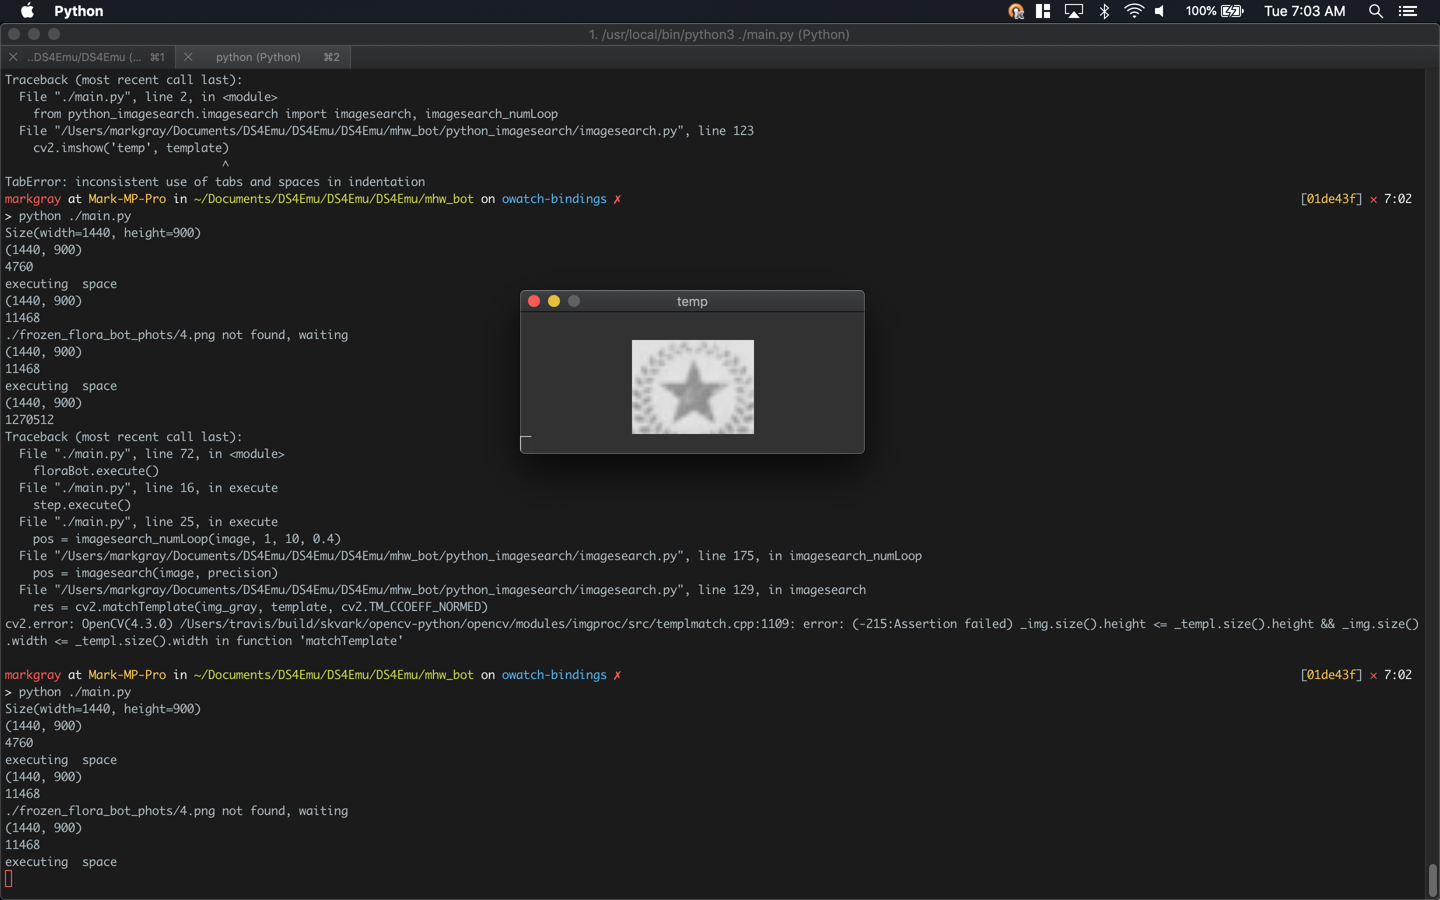 Python
100%
Tue 7:03 AM
1. /usr/local/bin/python3 ./main.py (Python)
..DS4Emu/DS4Emu (... ⌘1
python (Python) ⌘2
Traceback (most recent call last):
  File "./main.py", line 2, in <module>
    from python_imagesearch.imagesearch import imagesearch, imagesearch_numLoop
  File "/Users/markgray/Documents/DS4Emu/DS4Emu/DS4Emu/mhw_bot/python_imagesearch/imagesearch.py", line 123
    cv2.imshow('temp', template)
                               ^
TabError: inconsistent use of tabs and spaces in indentation
markgray at Mark-MP-Pro in ~/Documents/DS4Emu/DS4Emu/DS4Emu/mhw_bot on owatch-bindings ✗ [01de43f] × 7:02
> python ./main.py
Size(width=1440, height=900)
(1440, 900)
4760
executing  space
(1440, 900)
11468
./frozen_flora_bot_phots/4.png not found, waiting
(1440, 900)
11468
executing  space
(1440, 900)
1270512
Traceback (most recent call last):
  File "./main.py", line 72, in <module>
    floraBot.execute()
  File "./main.py", line 16, in execute
    step.execute()
  File "./main.py", line 25, in execute
    pos = imagesearch_numLoop(image, 1, 10, 0.4)
  File "/Users/markgray/Documents/DS4Emu/DS4Emu/DS4Emu/mhw_bot/python_imagesearch/imagesearch.py", line 175, in imagesearch_numLoop
    pos = imagesearch(image, precision)
  File "/Users/markgray/Documents/DS4Emu/DS4Emu/DS4Emu/mhw_bot/python_imagesearch/imagesearch.py", line 129, in imagesearch
    res = cv2.matchTemplate(img_gray, template, cv2.TM_CCOEFF_NORMED)
cv2.error: OpenCV(4.3.0) /Users/travis/build/skvark/opencv-python/opencv/modules/imgproc/src/templmatch.cpp:1109: error: (-215:Assertion failed) _img.size().height <= _templ.size().height && _img.size()
.width <= _templ.size().width in function 'matchTemplate'
markgray at Mark-MP-Pro in ~/Documents/DS4Emu/DS4Emu/DS4Emu/mhw_bot on owatch-bindings ✗ [01de43f] × 7:02
> python ./main.py
Size(width=1440, height=900)
(1440, 900)
4760
executing  space
(1440, 900)
11468
./frozen_flora_bot_phots/4.png not found, waiting
(1440, 900)
11468
executing  space
temp